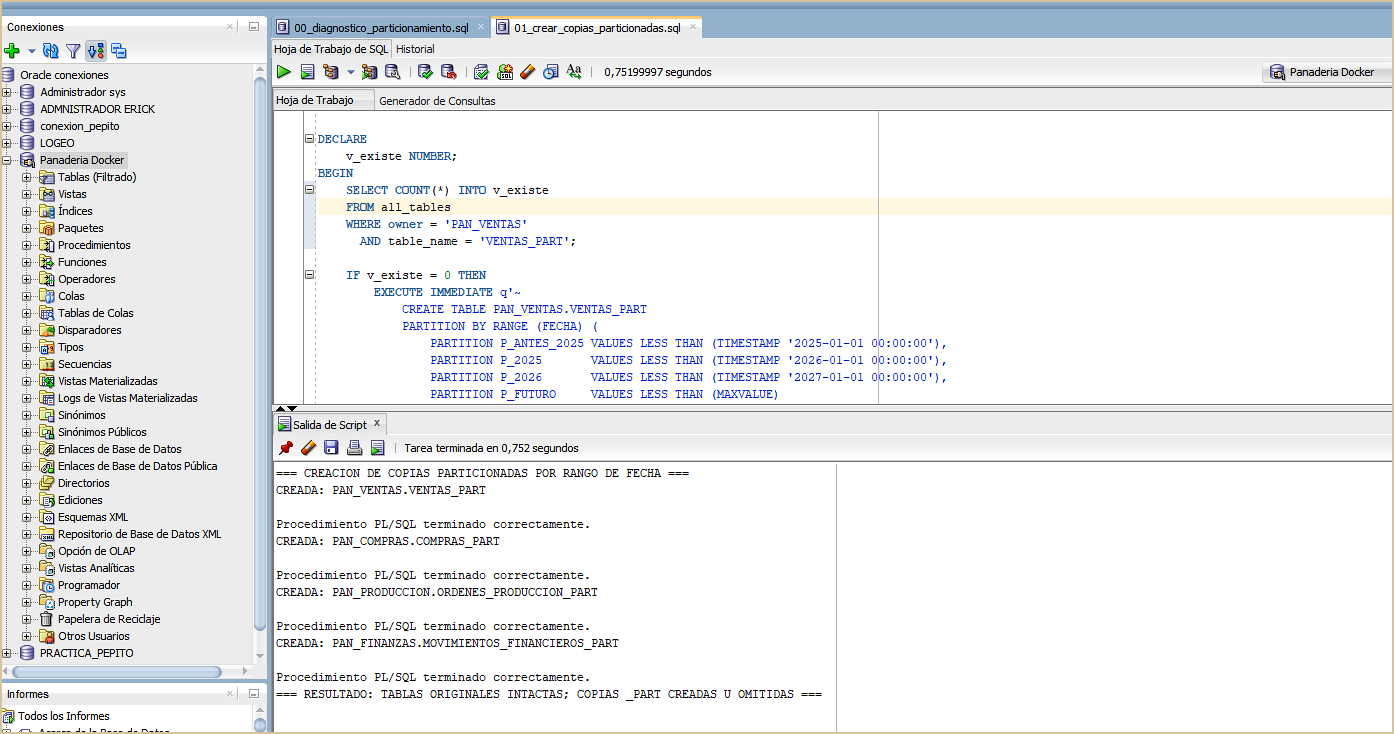 Conexiones
Oracle conexiones
Administrador sys
ADMNISTRADOR ERICK
conexion_pepito
LOGEO
Panaderia Docker
Tablas (Filtrado)
Vistas
Índices
Paquetes
Procedimientos
Funciones
Operadores
Colas
Tablas de Colas
Disparadores
Tipos
Secuencias
Vistas Materializadas
Logs de Vistas Materializadas
Sinónimos
Sinónimos Públicos
Enlaces de Base de Datos
Enlaces de Base de Datos Pública
Directorios
Ediciones
Esquemas XML
Repositorio de Base de Datos XML
Opción de OLAP
Vistas Analíticas
Programador
Property Graph
Papelera de Reciclaje
Otros Usuarios
PRACTICA_PEPITO
Informes
Todos los Informes
Acerca de la Base de Datos
00_diagnostico_particionamiento.sql
01_crear_copias_particionadas.sql
Hoja de Trabajo de SQL Historial
0,75199997 segundos
Panaderia Docker
Hoja de Trabajo Generador de Consultas
DECLARE
v_existe NUMBER;
BEGIN
SELECT COUNT(*) INTO v_existe
FROM all_tables
WHERE owner = 'PAN_VENTAS'
AND table_name = 'VENTAS_PART';
IF v_existe = 0 THEN
EXECUTE IMMEDIATE q'~
CREATE TABLE PAN_VENTAS.VENTAS_PART
PARTITION BY RANGE (FECHA) (
PARTITION P_ANTES_2025 VALUES LESS THAN (TIMESTAMP '2025-01-01 00:00:00'),
PARTITION P_2025 VALUES LESS THAN (TIMESTAMP '2026-01-01 00:00:00'),
PARTITION P_2026 VALUES LESS THAN (TIMESTAMP '2027-01-01 00:00:00'),
PARTITION P_FUTURO VALUES LESS THAN (MAXVALUE)
Salida de Script
Tarea terminada en 0,752 segundos
=== CREACION DE COPIAS PARTICIONADAS POR RANGO DE FECHA ===
CREADA: PAN_VENTAS.VENTAS_PART
Procedimiento PL/SQL terminado correctamente.
CREADA: PAN_COMPRAS.COMPRAS_PART
Procedimiento PL/SQL terminado correctamente.
CREADA: PAN_PRODUCCION.ORDENES_PRODUCCION_PART
Procedimiento PL/SQL terminado correctamente.
CREADA: PAN_FINANZAS.MOVIMIENTOS_FINANCIEROS_PART
Procedimiento PL/SQL terminado correctamente.
=== RESULTADO: TABLAS ORIGINALES INTACTAS; COPIAS _PART CREADAS U OMITIDAS ===